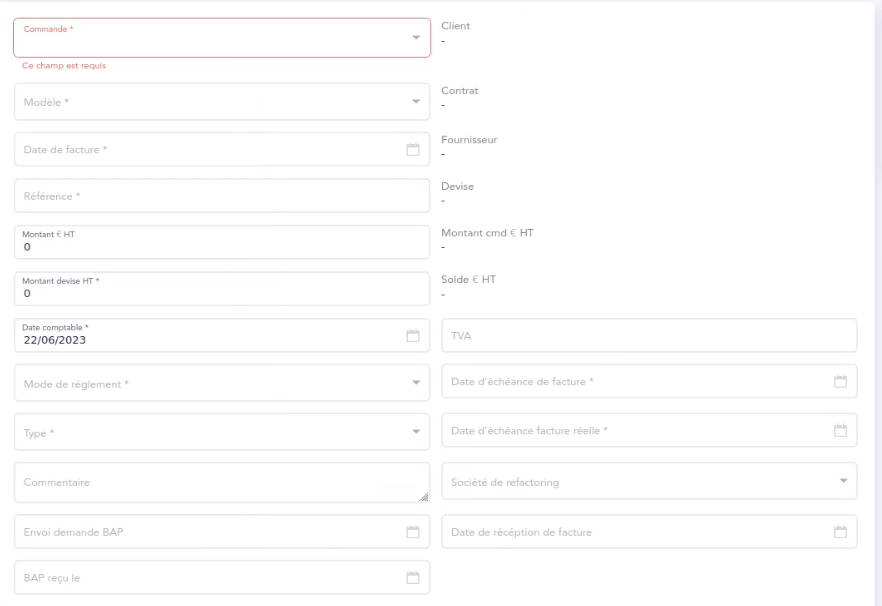 Commande *
Client
-
Ce champ est requis
Modèle *
Contrat
-
Date de facture *
Fournisseur
-
Référence *
Devise
-
Montant € HT
0
Montant cmd € HT
-
Montant devise HT *
0
Solde € HT
-
Date comptable *
22/06/2023
TVA
Mode de réglement *
Date d'échéance de facture *
Type *
Date d'échéance facture réelle *
Commentaire
Société de refactoring
Envoi demande BAP
Date de récéption de facture
BAP reçu le